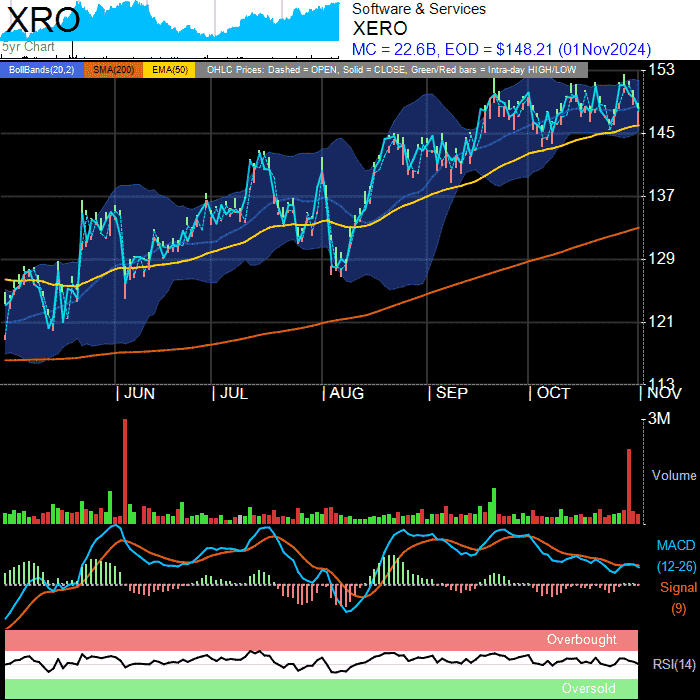 XRO
5yr Chart
Software & Services
XERO
MC = 22.6B, EOD = $148.21 (01Nov2024)
BollBands(20,2) SMA(200) EMA(50) OHLC Prices: Dashed = OPEN, Solid = CLOSE, Green/Red bars = Intra-day HIGH/LOW
153
145
137
129
121
113
JUN JUL AUG SEP OCT NOV
3M
Volume
MACD
(12-26)
Signal
(9)
Overbought
RSI(14)
Oversold